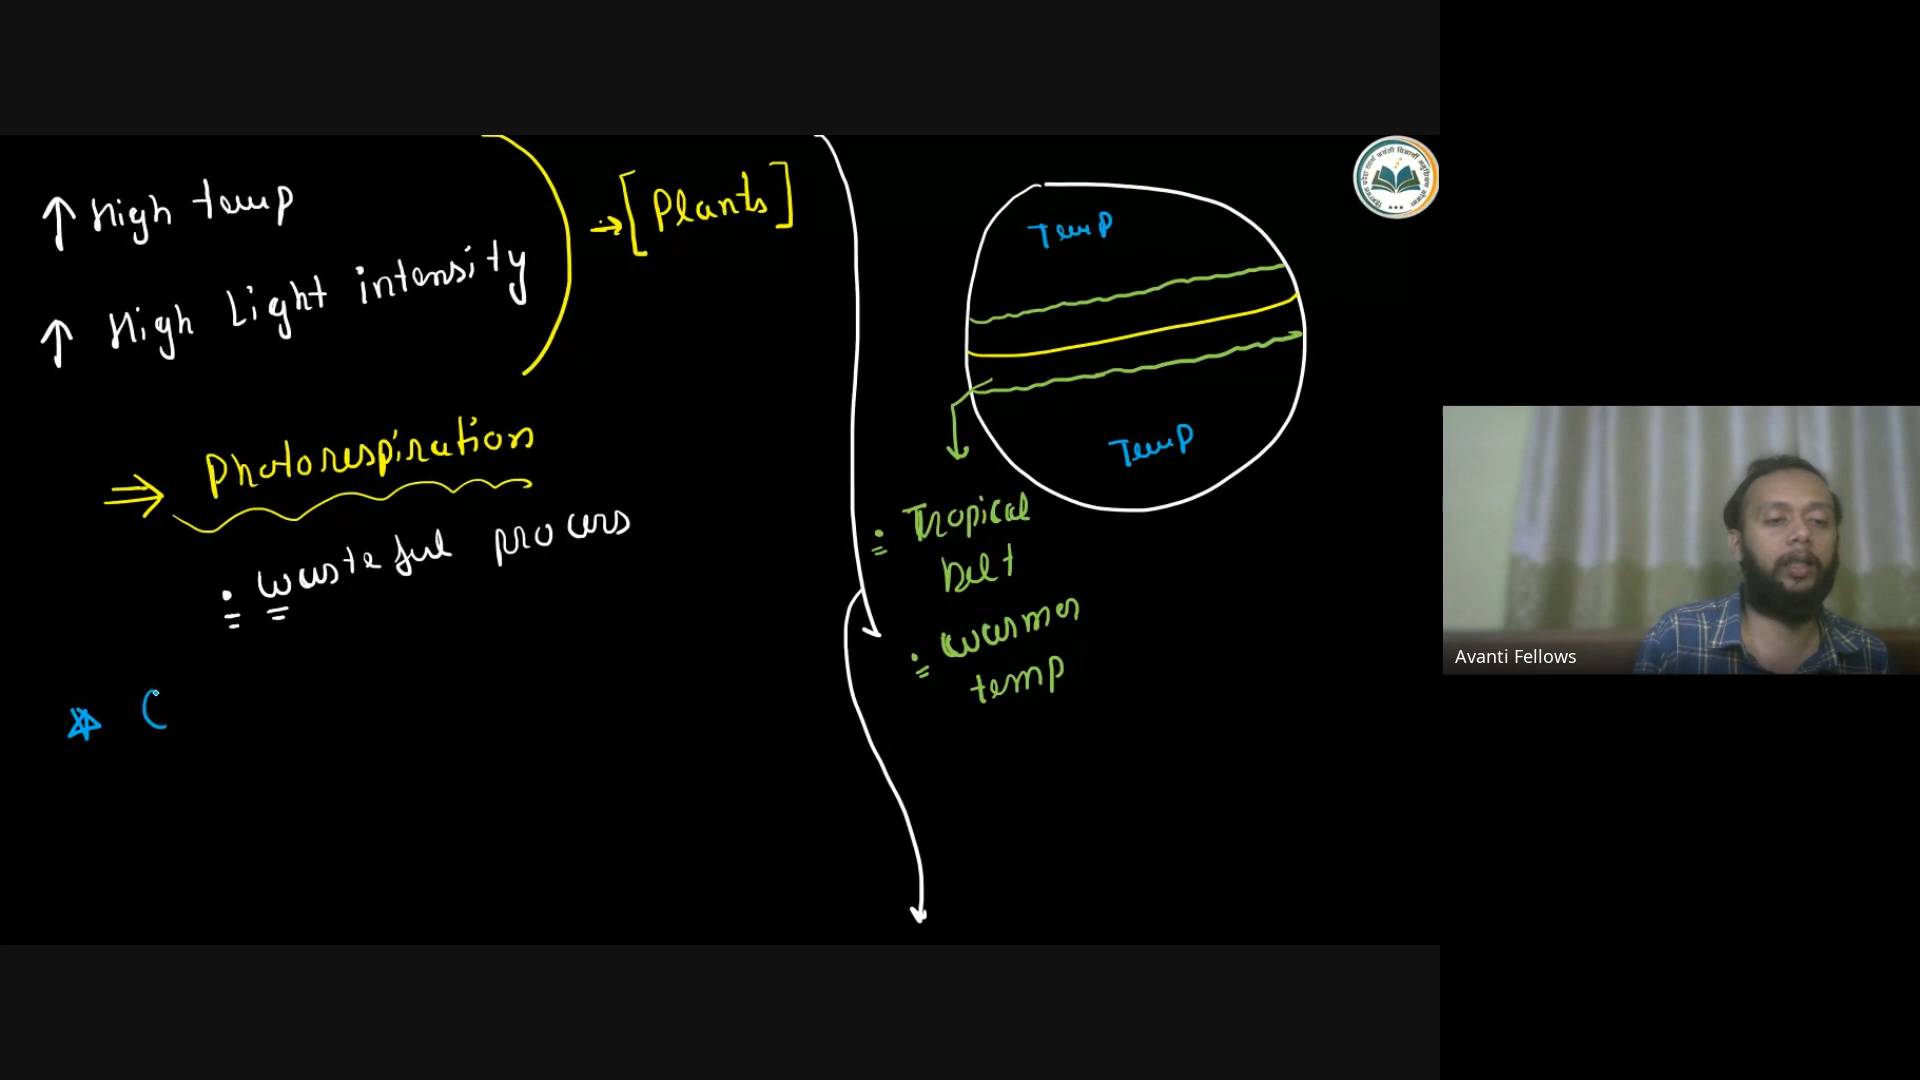 ↑ High temp
↑ High Light intensity
→ [Plants]
⇒ Photorespiration
: wasteful process
* C
Temp
Temp
: Tropical
belt
: warmer
temp
Avanti Fellows